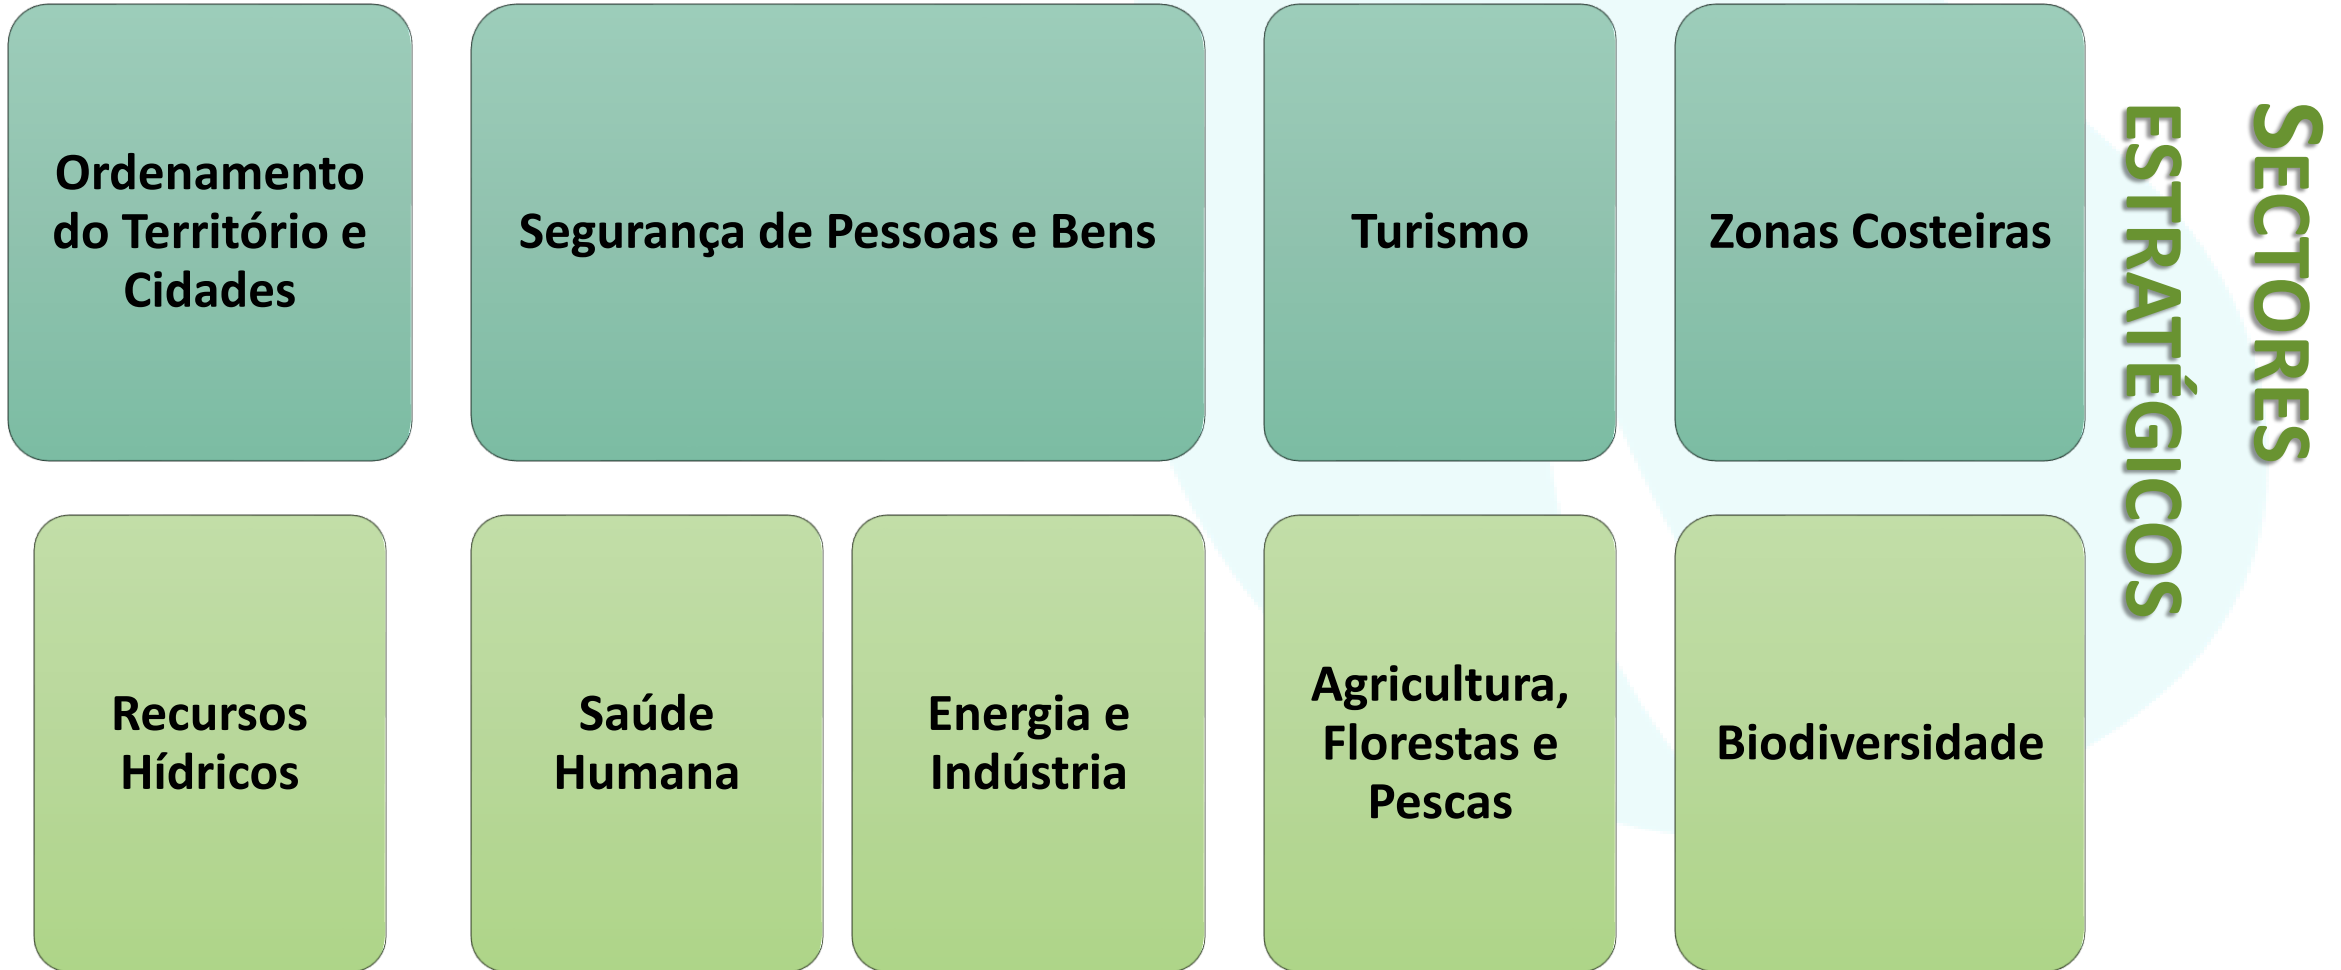 Ordenamento
do Território e
Cidades
Segurança de Pessoas e Bens
Turismo
Zonas Costeiras
Recursos
Hídricos
Saúde
Humana
Energia e
Indústria
Agricultura,
Florestas e
Pescas
Biodiversidade
SECTORES
ESTRATÉGICOS